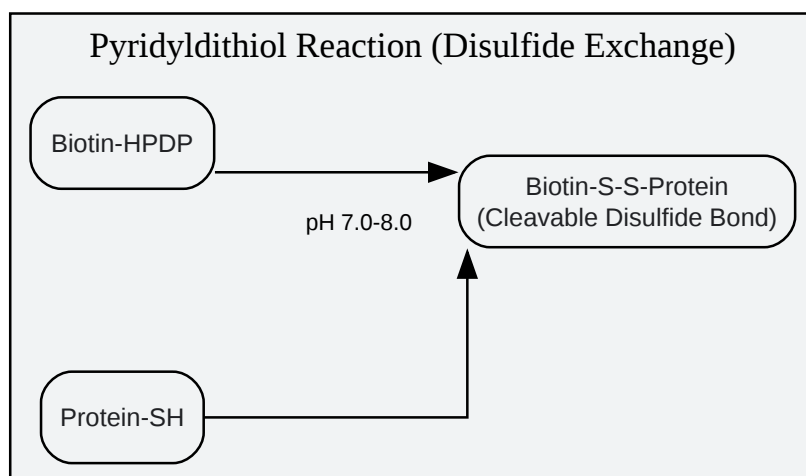 Pyridyldithiol Reaction (Disulfide Exchange)
Biotin-HPDP
Biotin-S-S-Protein
(Cleavable Disulfide Bond)
pH 7.0-8.0
Protein-SH